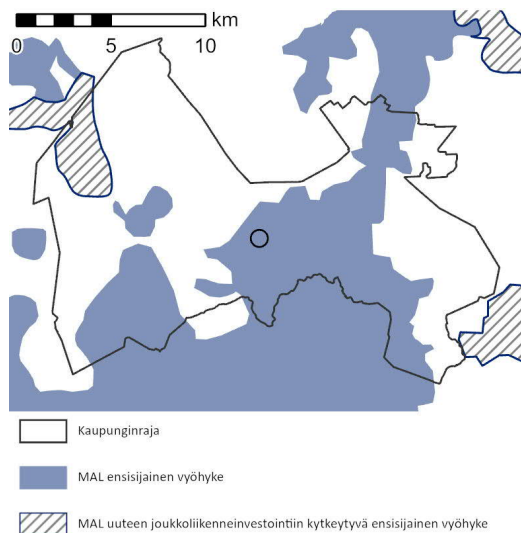 km
0 5 10
Kaupunginraja
MAL ensisijainen vyöhyke
MAL uuteen joukkoliikenneinvestointiin kytkeytyvä ensisijainen vyöhyke